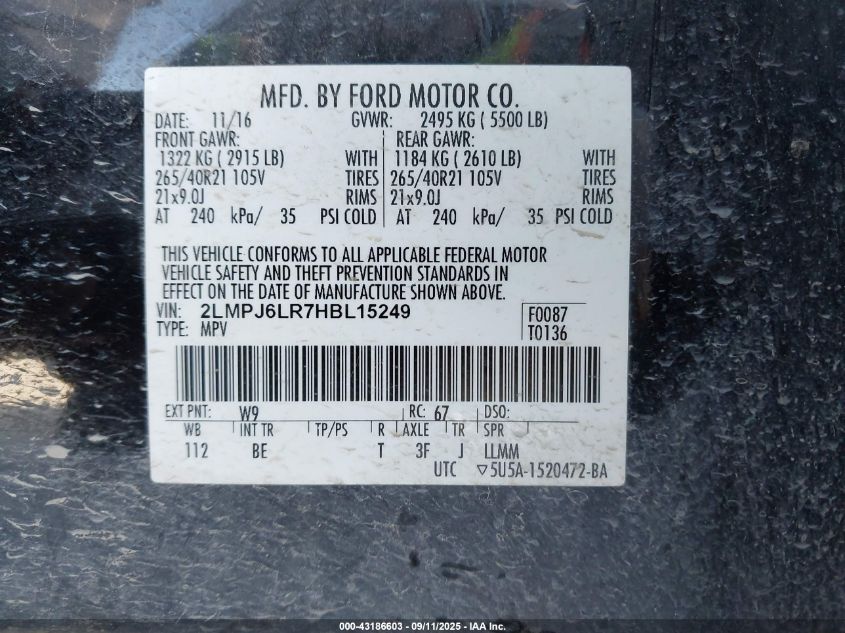 MFD. BY FORD MOTOR CO.
DATE: 11/16 GVWR: 2495 KG ( 5500 LB)
FRONT GAWR: REAR GAWR:
1322 KG ( 2915 LB) WITH 1184 KG ( 2610 LB) WITH
265/40R21 105V TIRES 265/40R21 105V TIRES
21x9.0J RIMS 21x9.0J RIMS
AT 240 kPa/ 35 PSI COLD AT 240 kPa/ 35 PSI COLD
THIS VEHICLE CONFORMS TO ALL APPLICABLE FEDERAL MOTOR
VEHICLE SAFETY AND THEFT PREVENTION STANDARDS IN
EFFECT ON THE DATE OF MANUFACTURE SHOWN ABOVE.
VIN: 2LMPJ6LR7HBL15249 F0087
TYPE: MPV T0136
EXT PNT: W9 RC: 67 DSO:
WB INT TR TP/PS R AXLE TR SPR
112 BE T 3F J LLMM
UTC ▽5U5A-1520472-BA
000-43186603 - 09/11/2025 - IAA Inc.